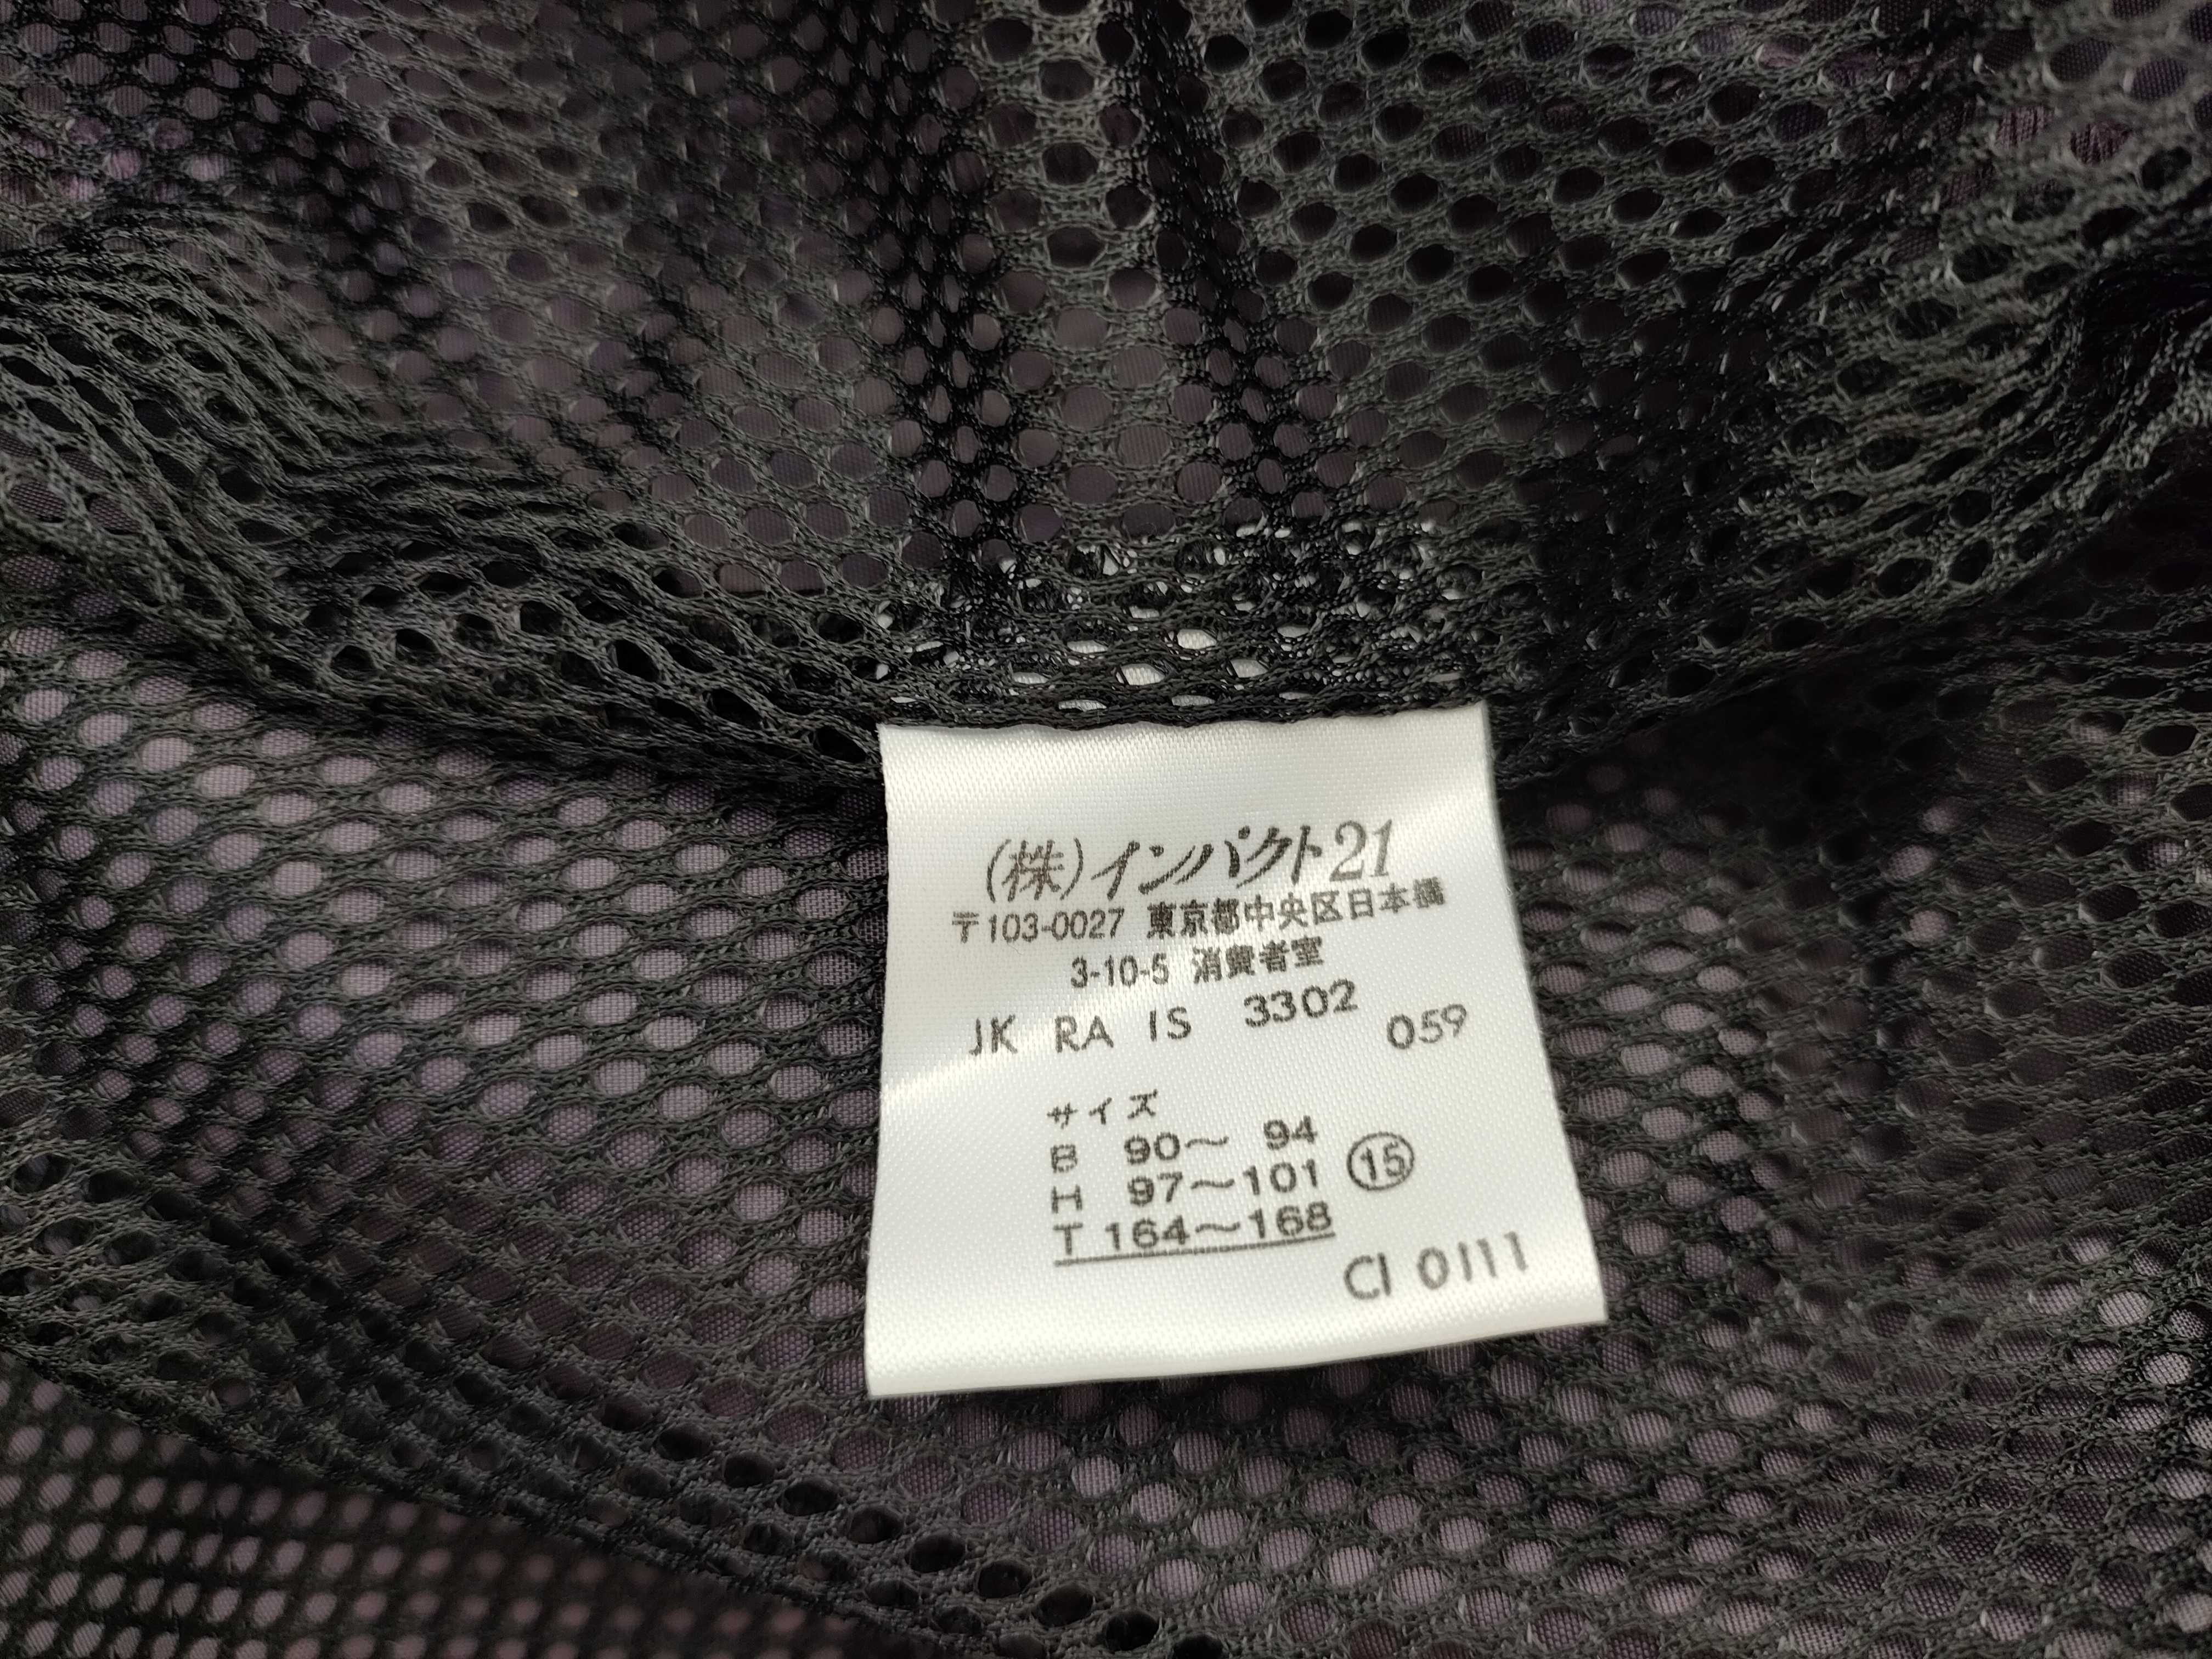 (株)インパクト21
〒103-0027 東京都中央区日本橋
3-10-5 消費者室
JK RA IS 3302 059
サイズ
B 90〜 94
H 97〜101 ⑮
T 164〜168
CI 0111